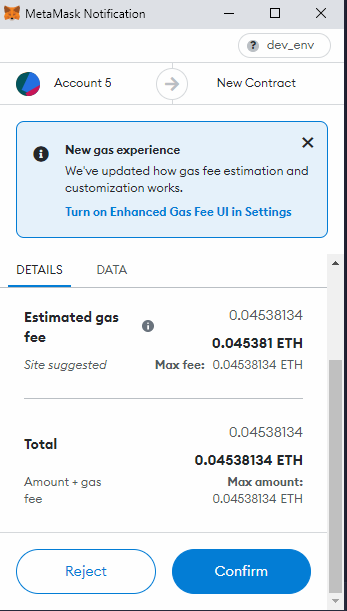 MetaMask Notification
? dev_env
Account 5
New Contract
New gas experience
We've updated how gas fee estimation and
customization works.
Turn on Enhanced Gas Fee UI in Settings
DETAILS DATA
Estimated gas
fee
0.04538134
0.045381 ETH
Site suggested
Max fee: 0.04538134 ETH
0.04538134
Total
0.04538134 ETH
Amount + gas
fee
Max amount:
0.04538134 ETH
Reject
Confirm